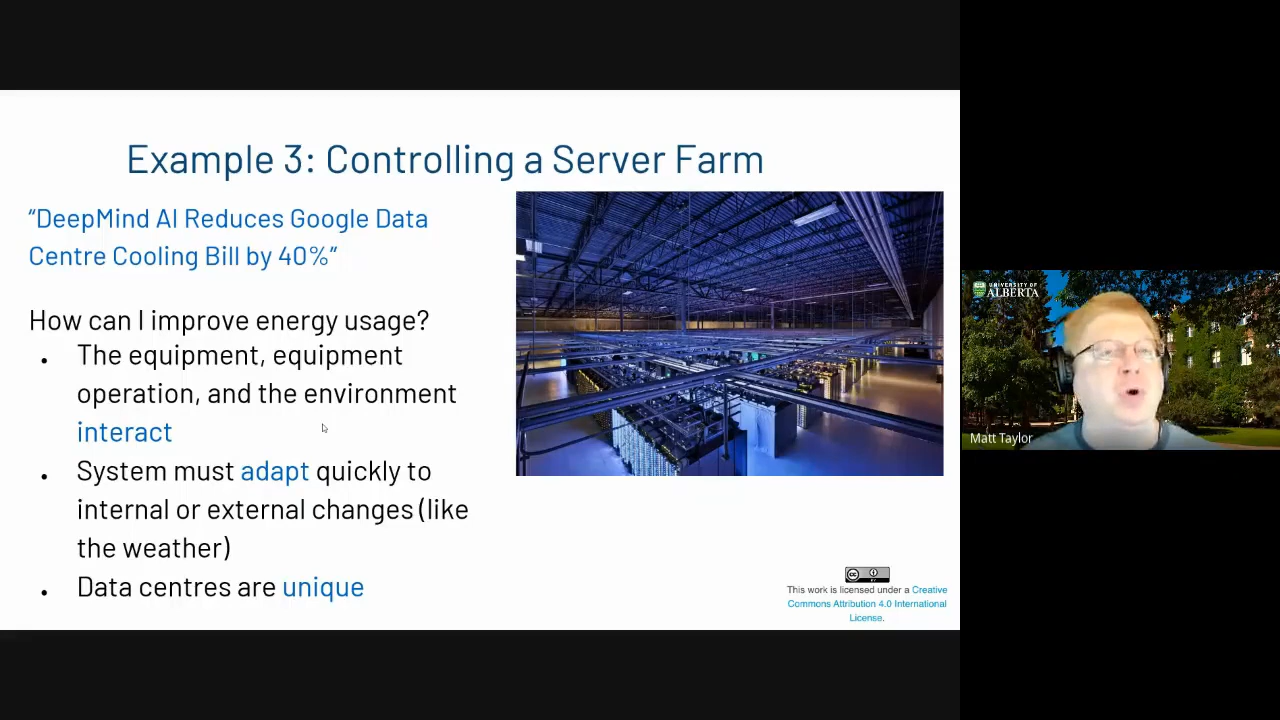 Example 3: Controlling a Server Farm
“DeepMind AI Reduces Google Data
Centre Cooling Bill by 40%”
How can I improve energy usage?
• The equipment, equipment
operation, and the environment
interact
• System must adapt quickly to
internal or external changes (like
the weather)
• Data centres are unique
CC BY
This work is licensed under a Creative
Commons Attribution 4.0 International
License.
UNIVERSITY OF
ALBERTA
Matt Taylor